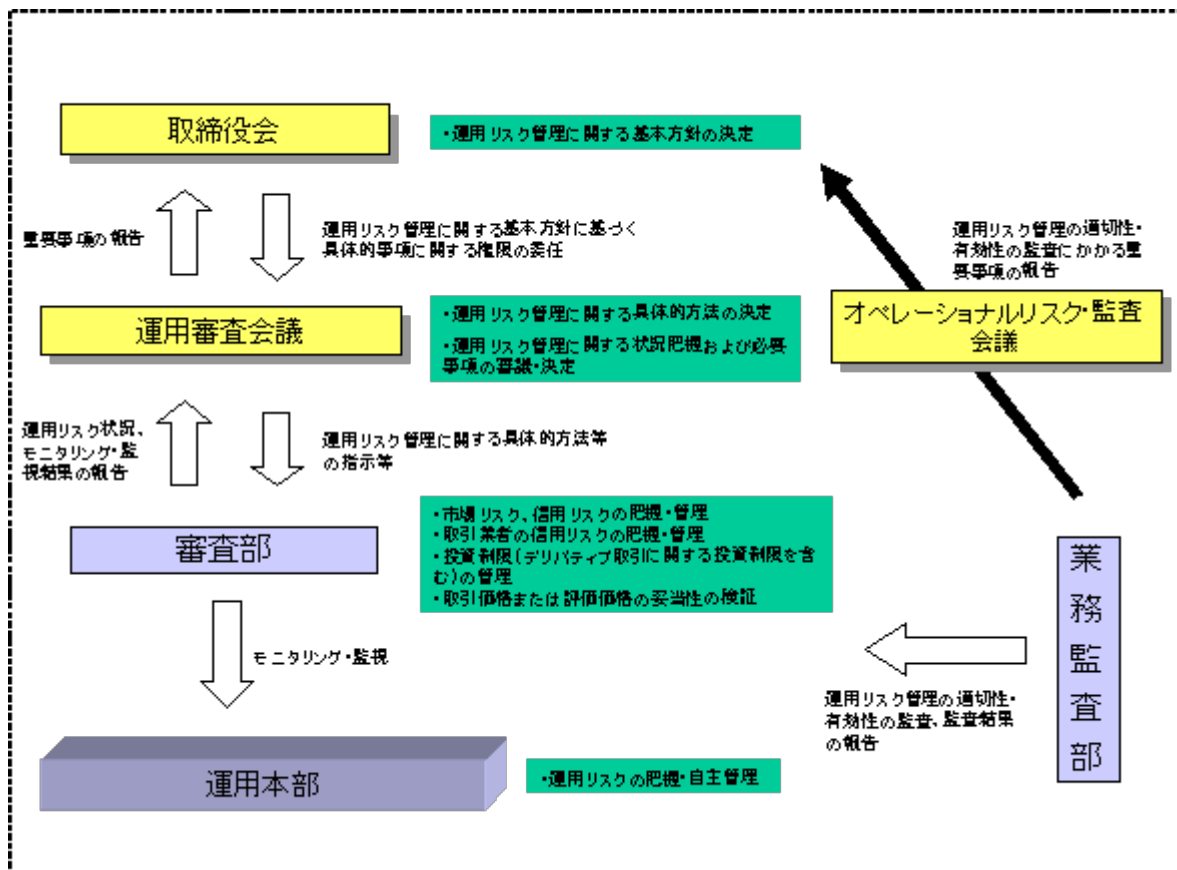 取締役会
・運用リスク管理に関する基本方針の決定
重要事項の報告
運用リスク管理に関する基本方針に基づく
具体的事項に関する権限の委任
運用リスク管理の適切性・
有効性の監査にかかる重
要事項の報告
運用審査会議
・運用リスク管理に関する具体的方法の決定
・運用リスク管理に関する状況把握および必要
事項の審議・決定
オペレーショナルリスク・監査
会議
運用リスク状況、
モニタリング・監
視結果の報告
運用リスク管理に関する具体的方法等
の指示等
審査部
・市場リスク、信用リスクの把握・管理
・取引業者の信用リスクの把握・管理
・投資制限(デリバティブ取引に関する投資制限を含
む)の管理
・取引価格または評価価格の妥当性の検証
業務監査部
モニタリング・監視
運用リスク管理の適切性・
有効性の監査、監査結果
の報告
運用本部
・運用リスクの把握・自主管理